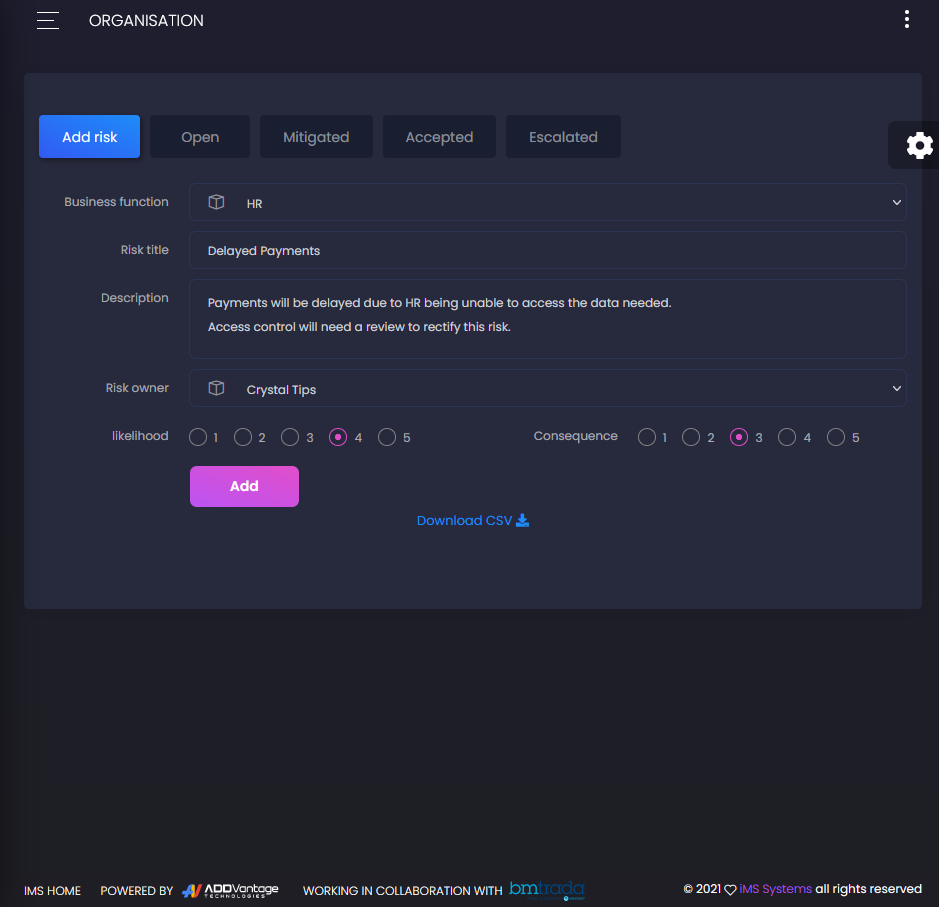 ORGANISATION
Add risk Open Mitigated Accepted Escalated
Business function HR
Risk title Delayed Payments
Description Payments will be delayed due to HR being unable to access the data needed.
Access control will need a review to rectify this risk.
Risk owner Crystal Tips
likelihood 1 2 3 4 5 Consequence 1 2 3 4 5
Add
Download CSV
IMS HOME POWERED BY ADDVantage TECHNOLOGIES WORKING IN COLLABORATION WITH bmtrada © 2021 iMS Systems all rights reserved